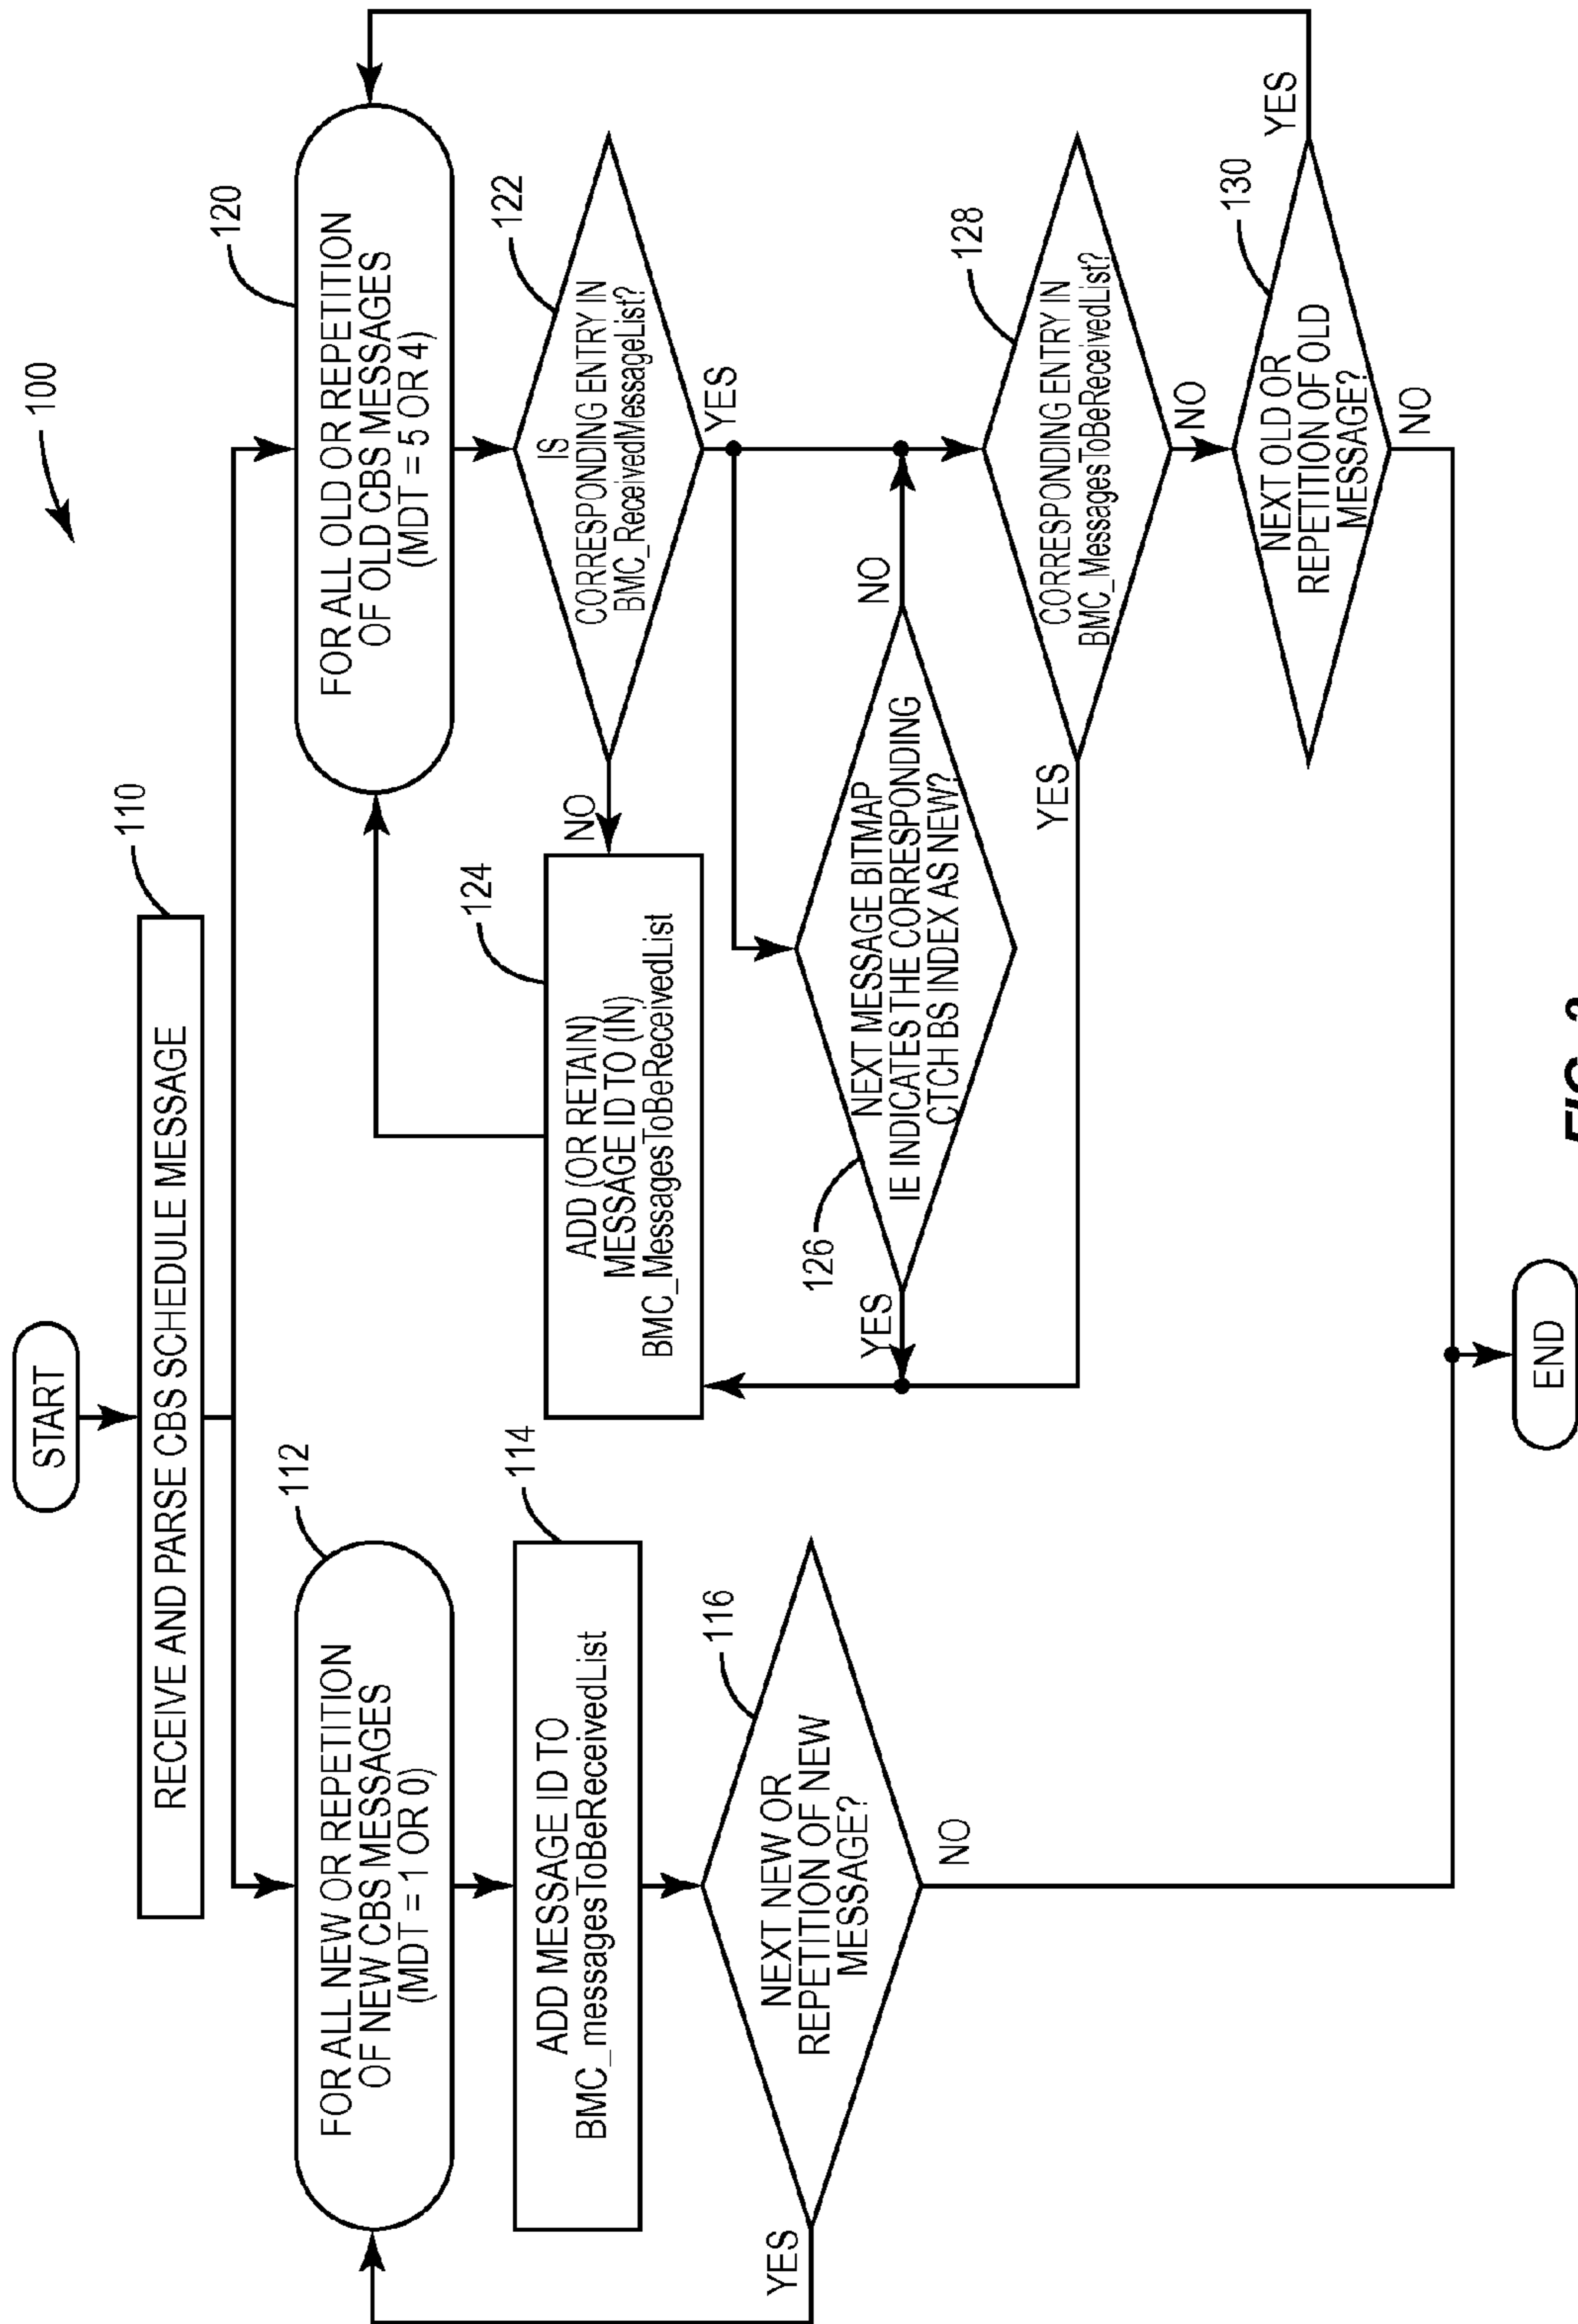 100
START
RECEIVE AND PARSE CBS SCHEDULE MESSAGE
110
FOR ALL NEW OR REPETITION
OF NEW CBS MESSAGES
(MDT = 1 OR 0)
112
ADD MESSAGE ID TO
BMC_messagesToBeReceivedList
114
NEXT NEW OR
REPETITION OF NEW
MESSAGE?
116
YES
NO
FOR ALL OLD OR REPETITION
OF OLD CBS MESSAGES
(MDT = 5 OR 4)
120
IS
CORRESPONDING ENTRY IN
BMC_ReceivedMessageList?
122
NO
YES
ADD (OR RETAIN)
MESSAGE ID TO (IN)
BMC_MessagesToBeReceivedList
124
NEXT MESSAGE BITMAP
IE INDICATES THE CORRESPONDING
CTCH BS INDEX AS NEW?
126
YES
NO
CORRESPONDING ENTRY IN
BMC_MessagesToBeReceivedList?
128
YES
NO
NEXT OLD OR
REPETITION OF OLD
MESSAGE?
130
YES
NO
END
FIG.